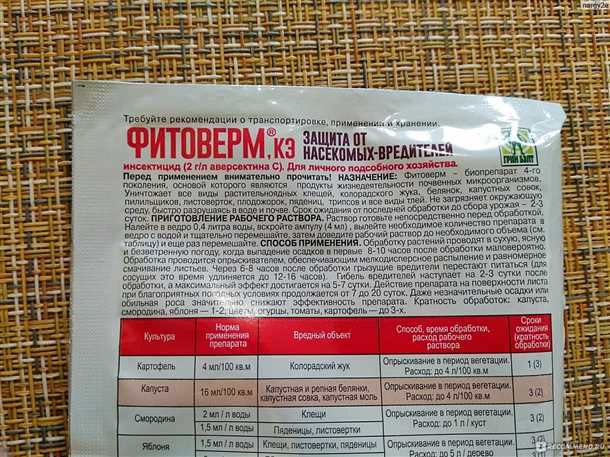 nargy2e
Требуйте рекомендации о транспортировке, применении и хранении.
ФИТОВЕРМ®, КЭ
ЗАЩИТА ОТ
НАСЕКОМЫХ-ВРЕДИТЕЛЕЙ
ГРИН БЭЛТ
инсектицид (2 г/л аверсектина С). Для личного подсобного хозяйства.
Перед применением внимательно прочитать! НАЗНАЧЕНИЕ: Фитоверм – биопрепарат 4-го
поколения, основой которого являются продукты жизнедеятельности почвенных микроорганизмов.
Уничтожает все виды растительноядных клещей, колорадского жука, белянок, капустных совок,
пилильщиков, листоверток, плодожорок, пядениц, трипсов и все виды тлей. Не загрязняет окружающую
среду, быстро разрушаясь в воде и почве. Срок ожидания от последней обработки до сбора урожая – 2-3
суток. ПРИГОТОВЛЕНИЕ РАБОЧЕГО РАСТВОРА. Раствор готовят непосредственно перед обработкой.
Налейте в ведро 0,4 литра воды, вскройте ампулу (4 мл), вылейте необходимое количество препарата в
ведро с водой и тщательно перемешайте, затем доведите рабочий раствор до необходимого объема (см.
таблицу) и еще раз перемешайте. СПОСОБ ПРИМЕНЕНИЯ. Обработку растений проводят в сухую, ясную
и безветренную погоду, когда выпадение осадков в первые 8-10 часов после обработки маловероятно.
Обработка проводится опрыскивателем, обеспечивающим мелкодисперсное распыление и равномерное
смачивание листьев. Через 6-8 часов после обработки грызущие вредители перестают питаться (для
сосущих это время удлиняется до 12-16 часов). Гибель вредителей наступает на 2-3 сутки после
обработки, а максимальный эффект достигается на 5-7 сутки. Действие препарата на поверхности листа
при благоприятных погодных условиях продолжается от 7 до 20 суток. Даже незначительные осадки или
обильная роса значительно снижают эффективность препарата. Кратность обработок: капуста,
смородина, яблоня – 1-2, цветы, огурцы, томаты, картофель — до 3-х.
Культура Норма применения препарата Вредный объект Способ, время обработки, расход рабочего раствора Сроки ожидания (кратность обработки)
Картофель 4 мл/100 кв.м Колорадский жук Опрыскивание в период вегетации. Расход: до 4 л/100 кв.м 1 (3)
Капуста 16 мл/100 кв.м Капустная и репная белянки, капустная совка, капустная моль Опрыскивание в период вегетации. Расход: до 4 л/100 кв.м 3 (2)
Смородина 2 мл / л воды Клещи Опрыскивание в период вегетации. Расход: до 1 л / куст 3 (2)
1,5 мл / л воды Пяденицы, листовертки
Яблоня 1,5 мл / л воды Клещи, листовертки, пяденицы Опрыскивание в период вегетации. Расход: до 5 л / дерево 3 (2)
IRECOMMEND.RU